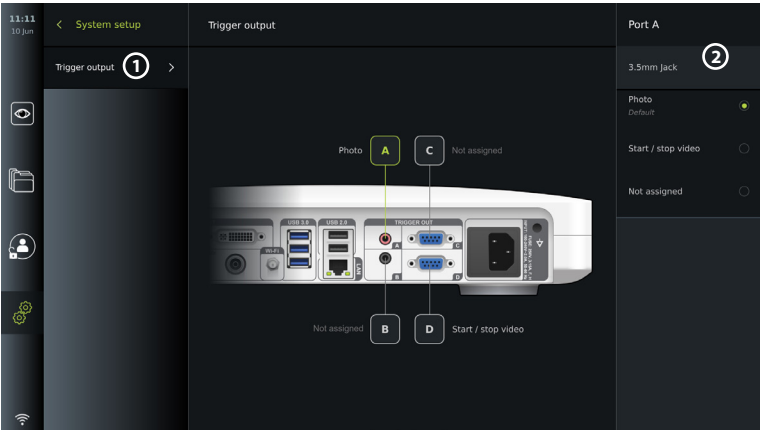 11:11
10 Jun
System setup
Trigger output
1
Trigger output
Photo
A
C
Not assigned
USB 3.0
USB 2.0
TRIGGER OUT
Wi-Fi
LAN
A
C
B
D
Not assigned
B
D
Start / stop video
Port A
3.5mm Jack
2
Photo
Default
Start / stop video
Not assigned